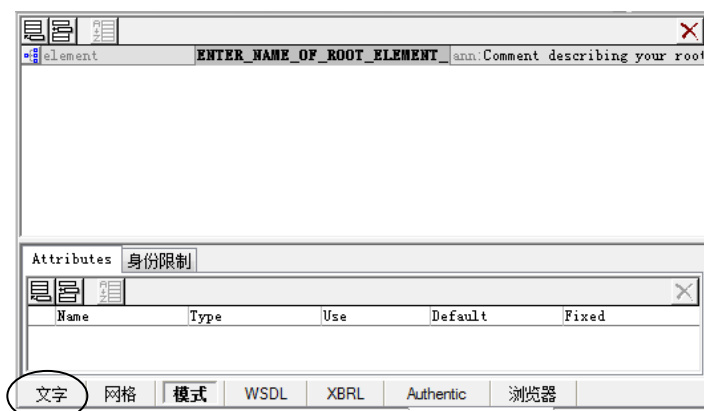 element ENTER_NAME_OF_ROOT_ELEMENT_ ann:Comment describing your root
Attributes 身份限制
Name Type Use Default Fixed
文字 网格 模式 WSDL XBRL Authentic 浏览器